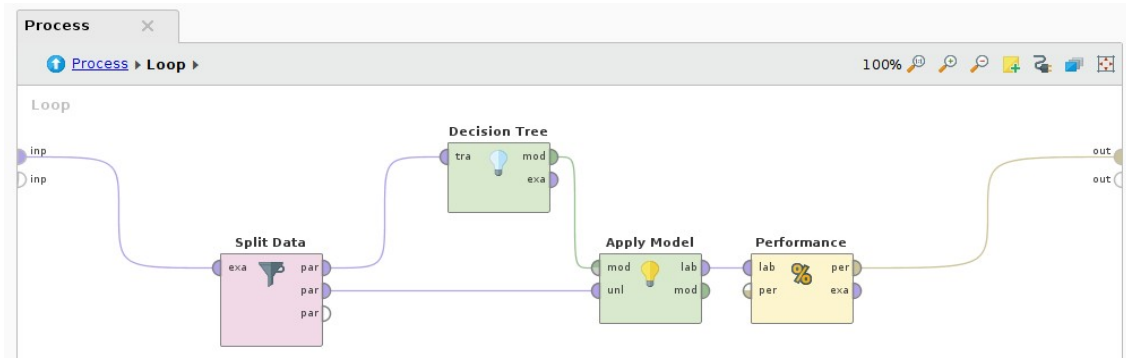 Process
Process ▸ Loop ▸
100%
Loop
inp
inp
out
out
Decision Tree
tra mod
exa
Split Data
exa par
par
par
Apply Model
mod lab
unl mod
Performance
% 
lab per
per exa